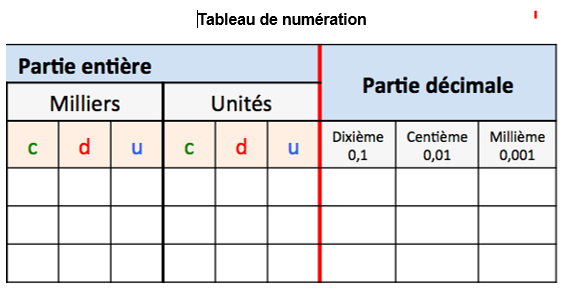 Tableau de numération
Partie entière
Partie décimale
Milliers Unités
c d u c d u
Dixième Centième Millième
0,1 0,01 0,001